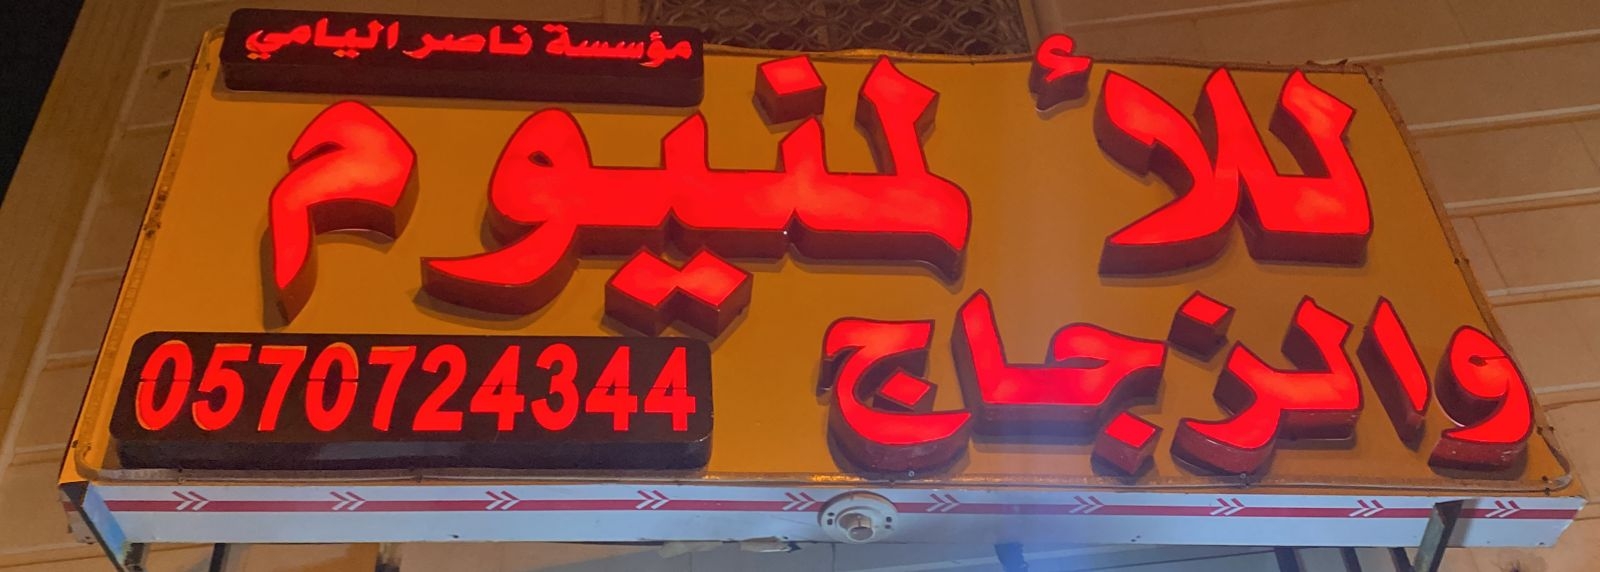 مؤسسة ناصر اليامي
للألمنيوم
والزجاج
0570724344